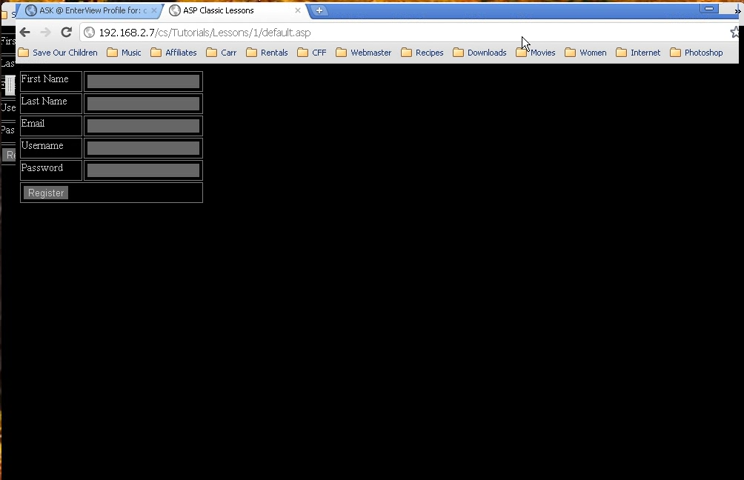 ASK @ EnterView Profile for: c
ASP Classic Lessons
192.168.2.7/cs/Tutorials/Lessons/1/default.asp
Save Our Children Music Affiliates Carr Rentals CFF Webmaster Recipes Downloads Movies Women Internet Photoshop
First Name
Last Name
Email
Username
Password
Register